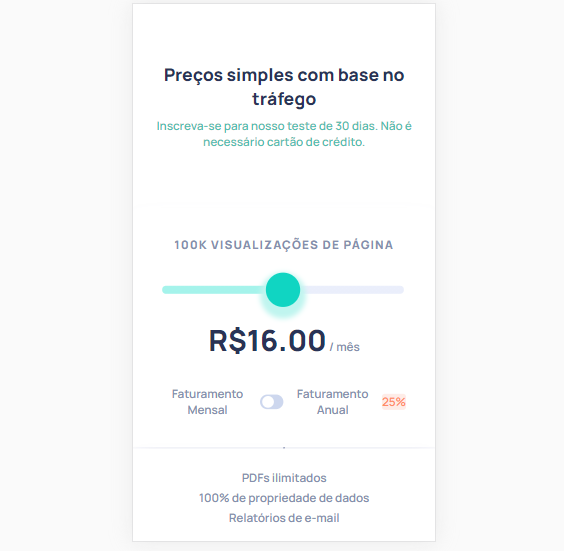 Preços simples com base no
tráfego
Inscreva-se para nosso teste de 30 dias. Não é
necessário cartão de crédito.
100K VISUALIZAÇÕES DE PÁGINA
R$16.00 / mês
Faturamento
Mensal
Faturamento
Anual
25%
PDFs ilimitados
100% de propriedade de dados
Relatórios de e-mail